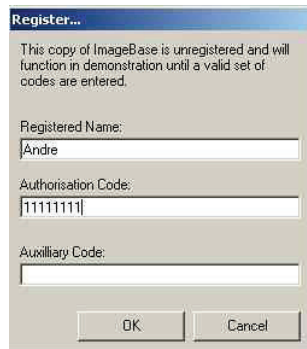 Register...
This copy of ImageBase is unregistered and will
function in demonstration until a valid set of
codes are entered.
Registered Name:
Andre
Authorisation Code:
11111111
Auxilliary Code:
OK
Cancel